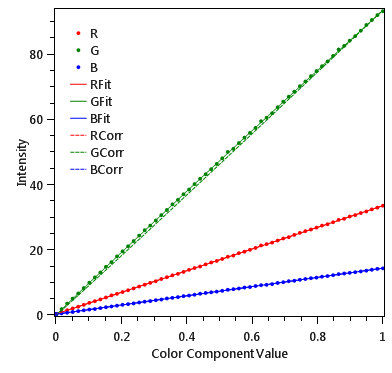 R
G
B
RFit
GFit
BFit
RCorr
GCorr
BCorr
Intensity
80
60
40
20
0
0 0.2 0.4 0.6 0.8 1
Color Component Value